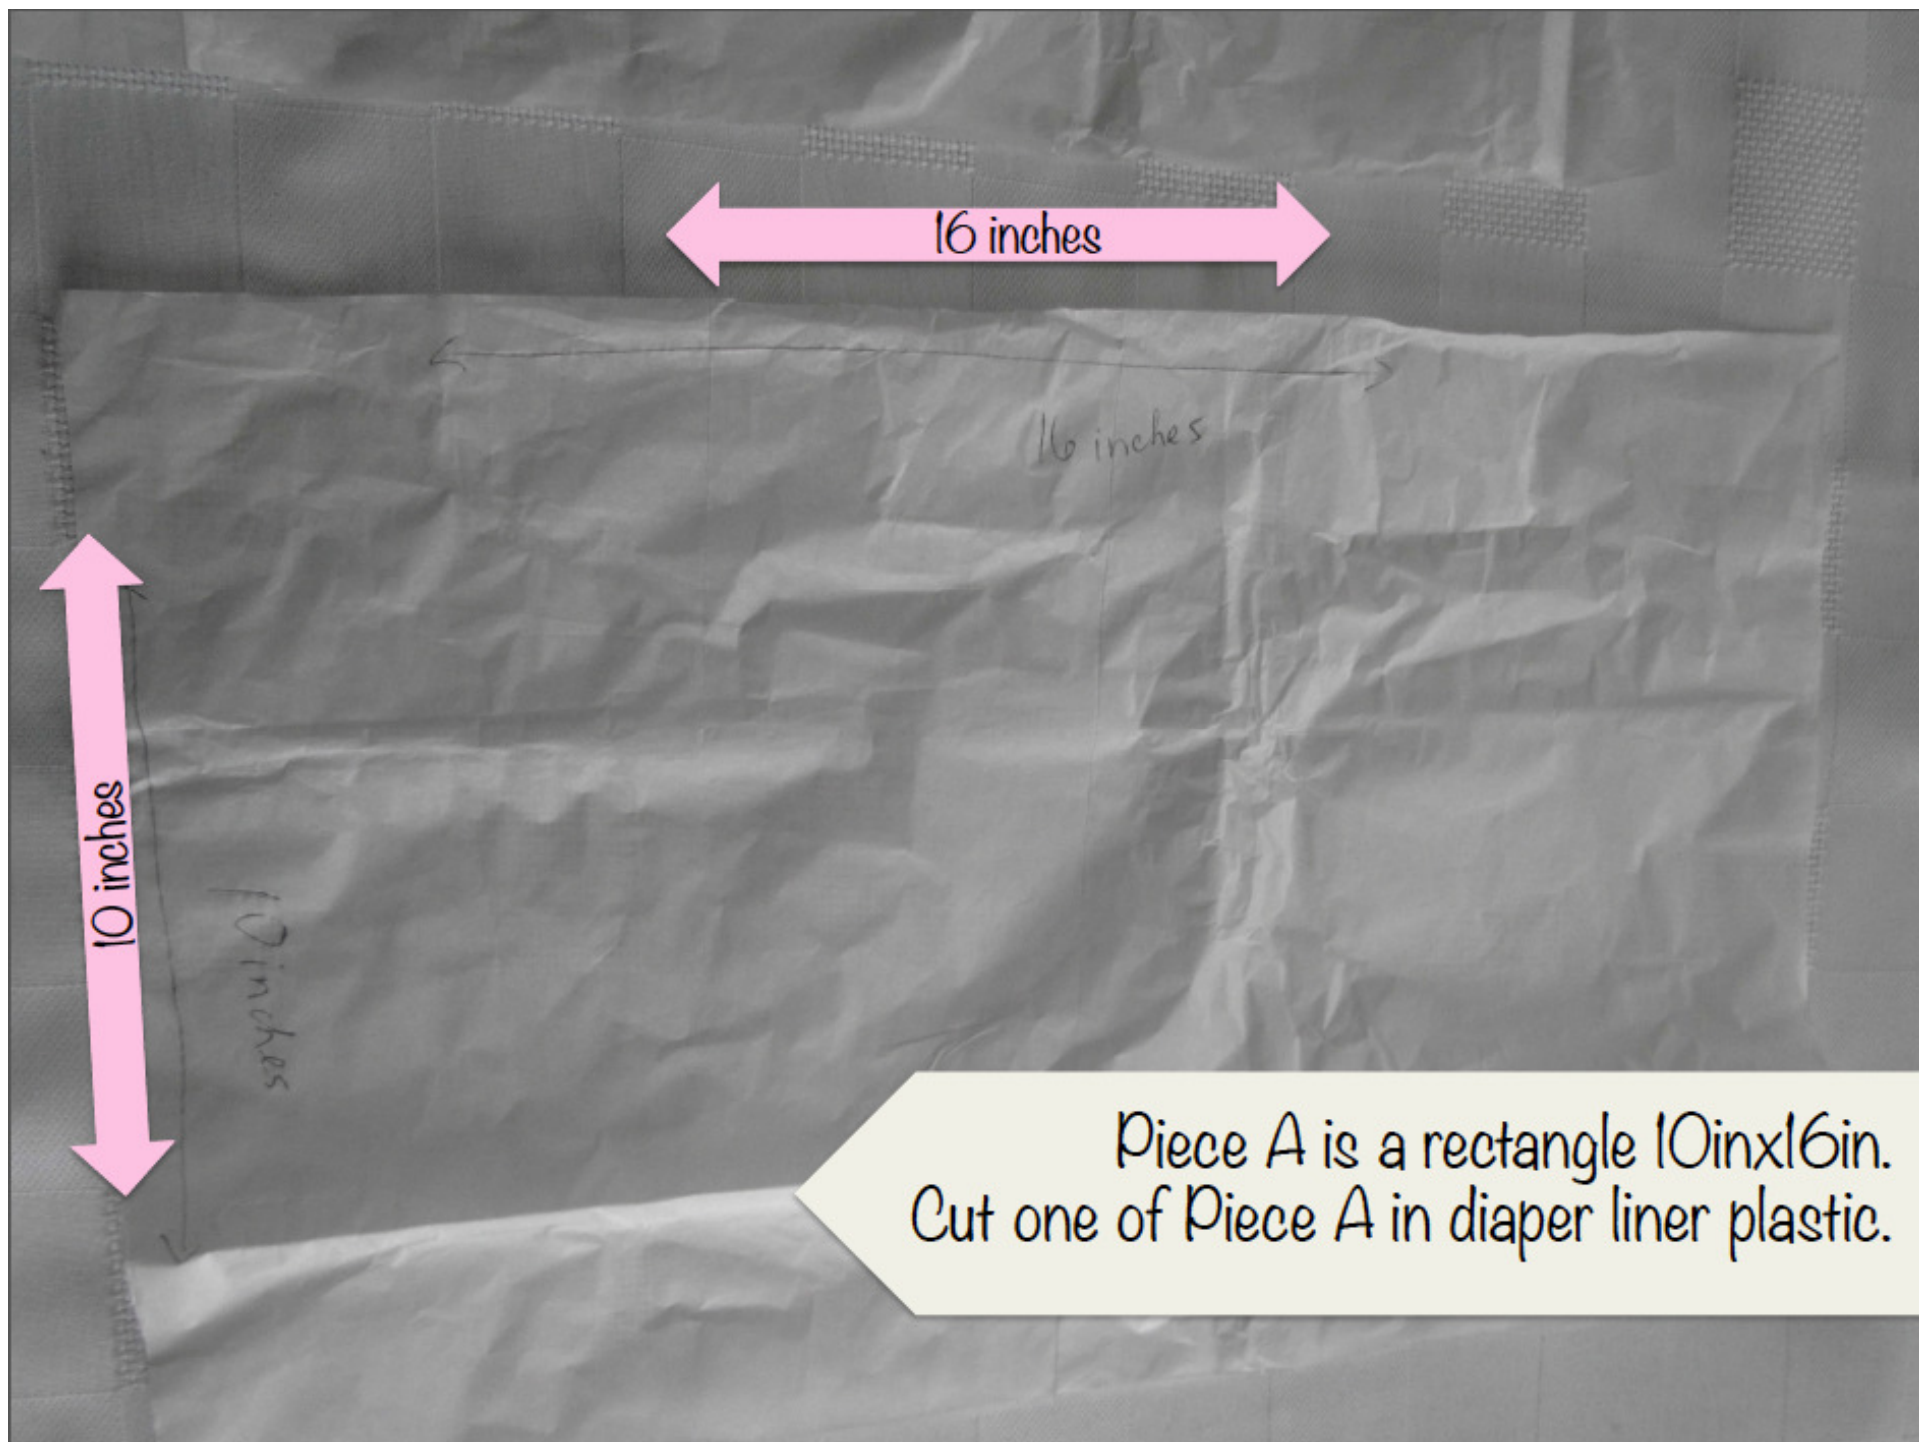 16 inches
16 inches
10 inches
10 inches
Piece A is a rectangle 10inx16in.
Cut one of Piece A in diaper liner plastic.